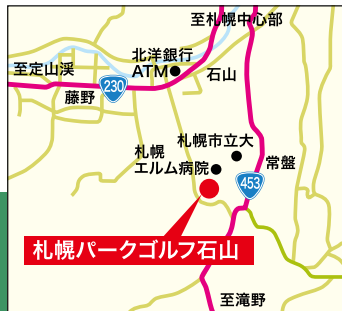 至札幌中心部
北洋銀行
ATM
石山
至定山渓
230
藤野
札幌市立大
札幌
エルム病院
常盤
453
札幌パークゴルフ石山
至滝野